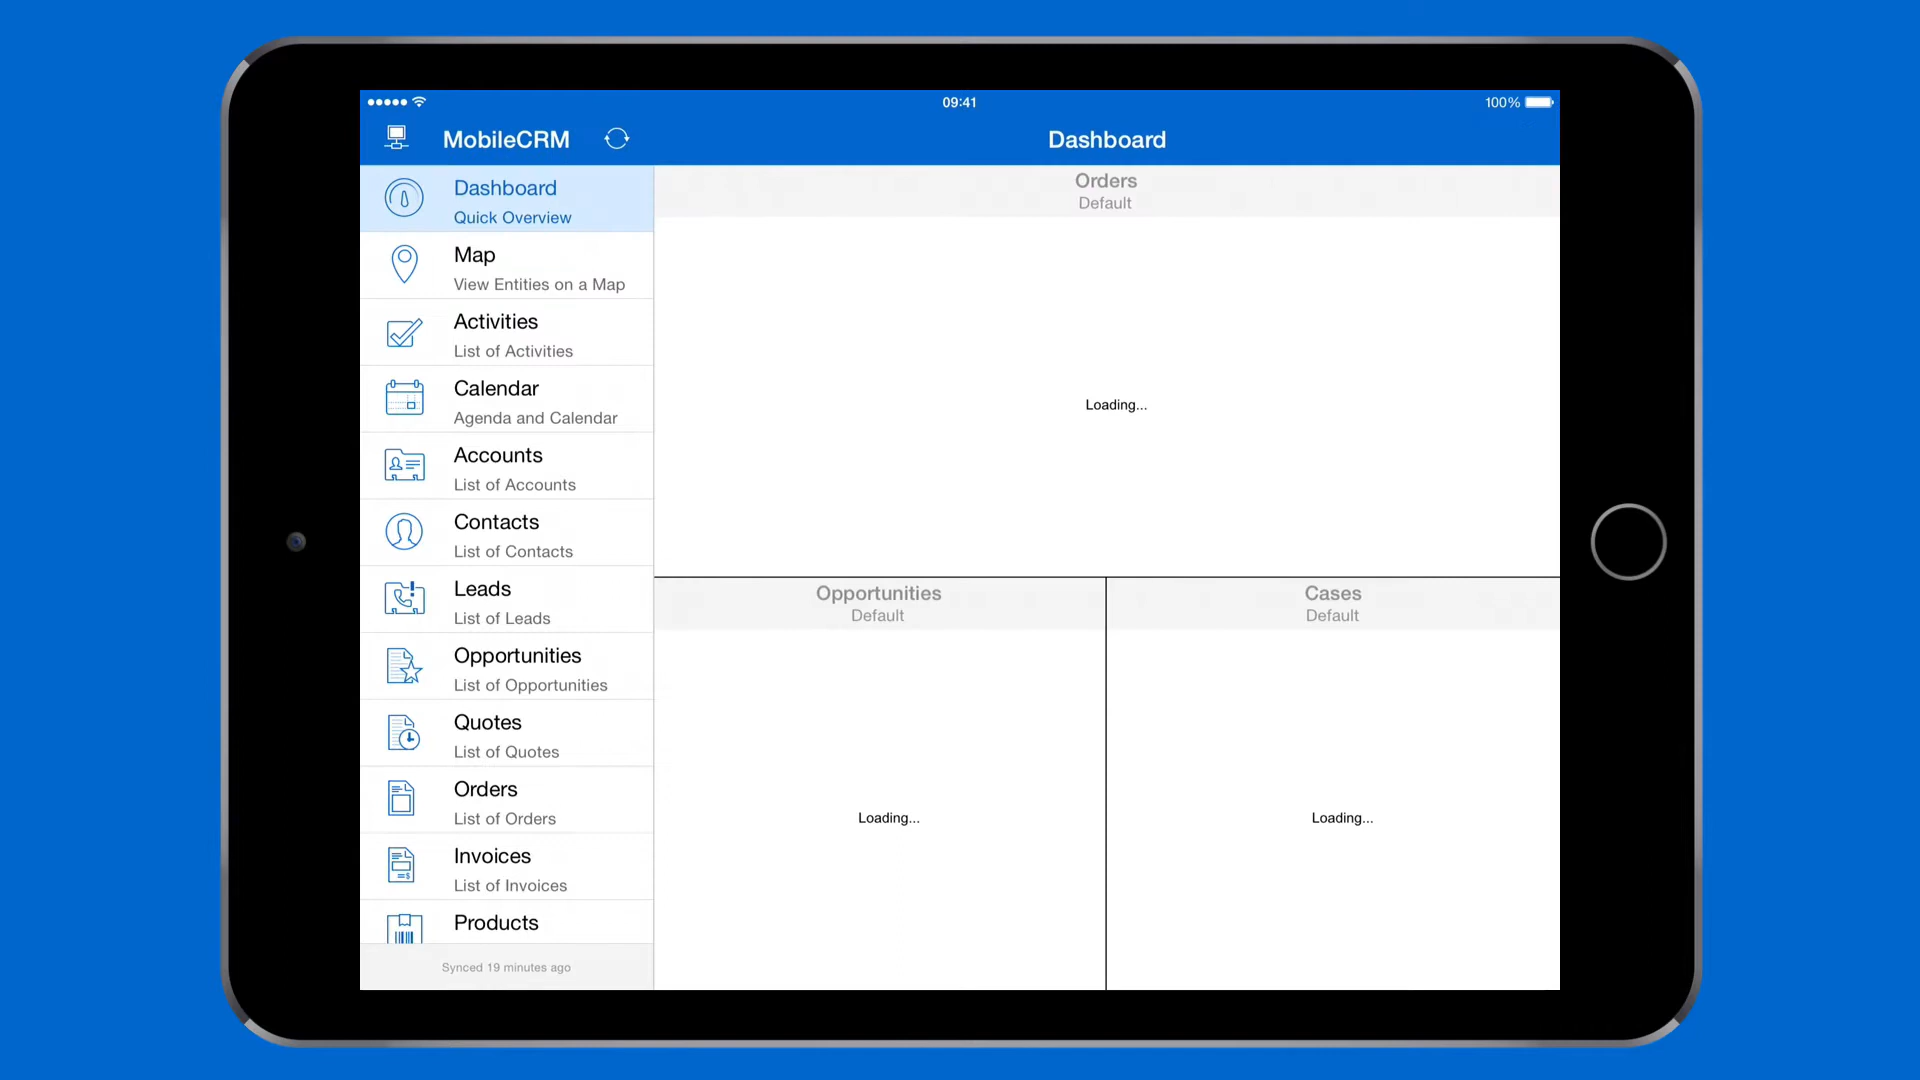 09:41
100%
MobileCRM
Dashboard
Dashboard
Quick Overview
Map
View Entities on a Map
Activities
List of Activities
Calendar
Agenda and Calendar
Accounts
List of Accounts
Contacts
List of Contacts
Leads
List of Leads
Opportunities
List of Opportunities
Quotes
List of Quotes
Orders
List of Orders
Invoices
List of Invoices
Products
Synced 19 minutes ago
Orders
Default
Loading...
Opportunities
Default
Loading...
Cases
Default
Loading...